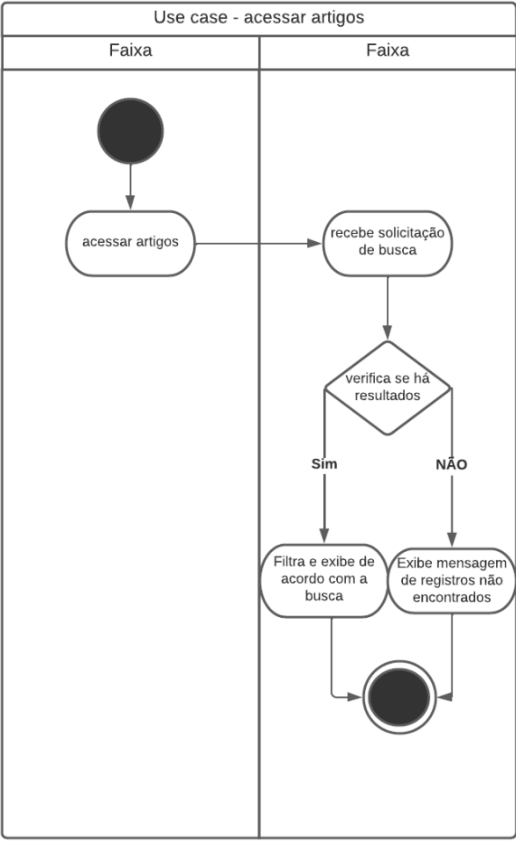 Use case - acessar artigos
Faixa
Faixa
acessar artigos
recebe solicitação
de busca
verifica se há
resultados
Sim
NÃO
Filtra e exibe de
acordo com a
busca
Exibe mensagem
de registros não
encontrados